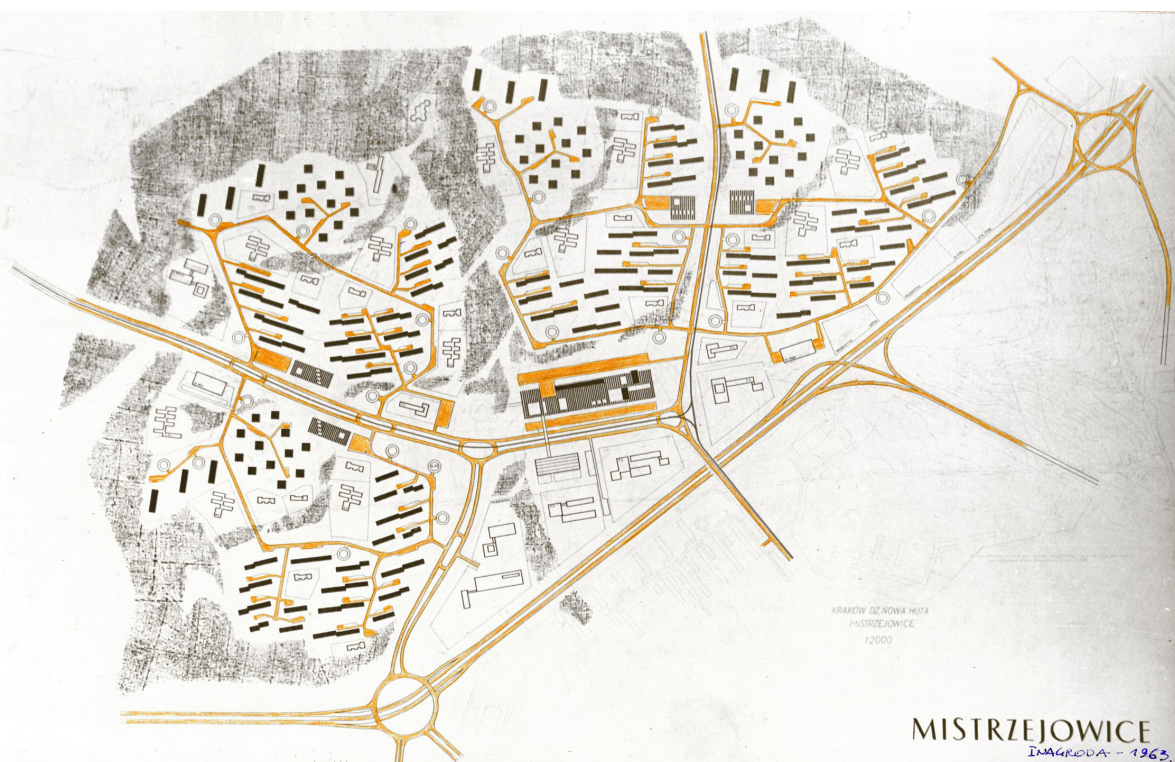 KRAKÓW DZ. NOWA HUTA
MISTRZEJOWICE
1:2000
MISTRZEJOWICE
I NAGRODA - 1963